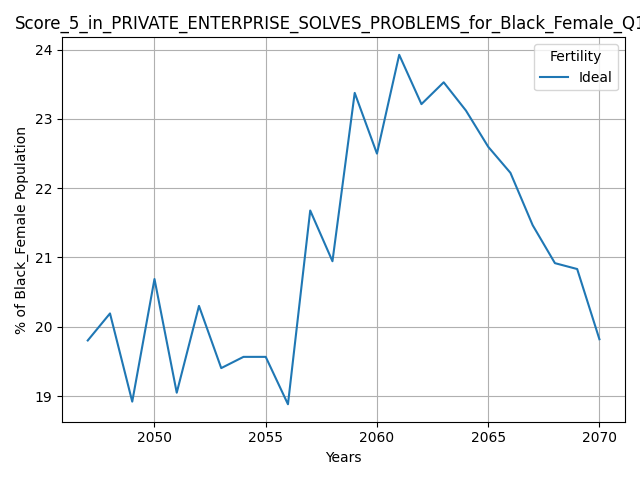 Score_5_in_PRIVATE_ENTERPRISE_SOLVES_PROBLEMS_for_Black_Female_Q1
Fertility
Ideal
% of Black_Female Population
24
23
22
21
20
19
2050 2055 2060 2065 2070
Years